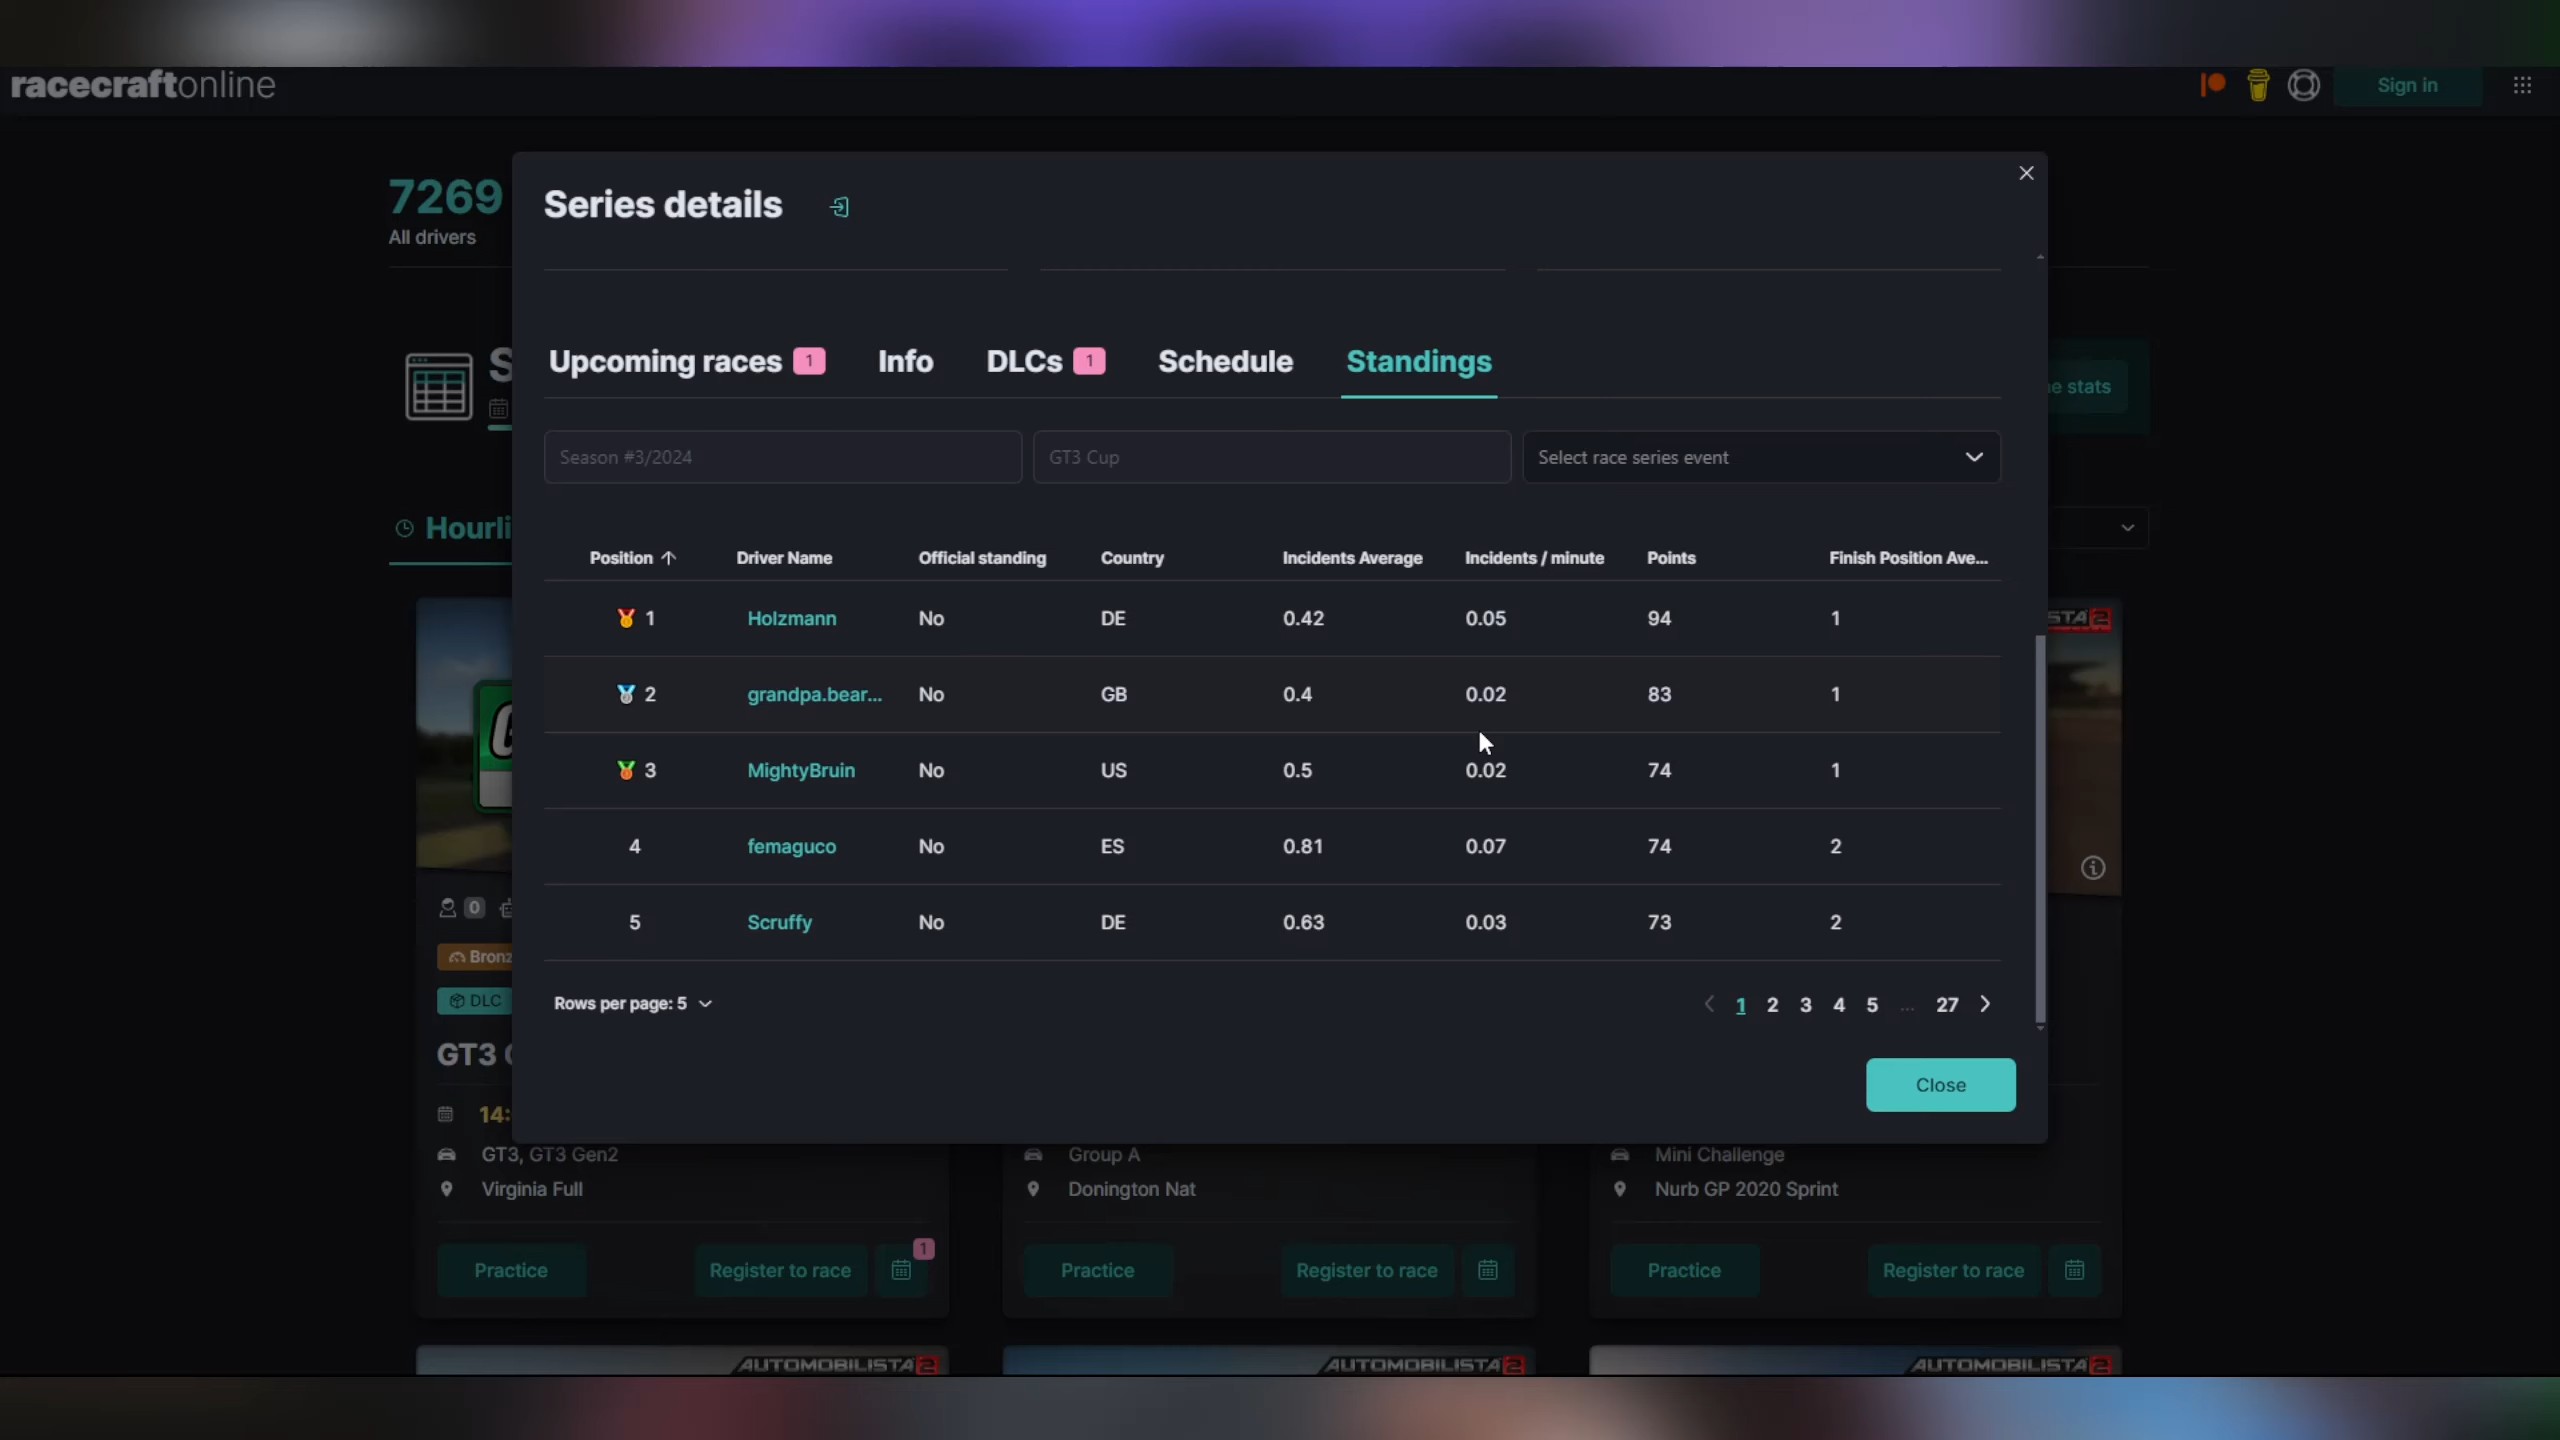 racecraftonline
Sign in
7269
All drivers
Series details
Upcoming races 1 Info DLCs 1 Schedule Standings
e stats
Season #3/2024 GT3 Cup Select race series event
Hourli
Position Driver Name Official standing Country Incidents Average Incidents / minute Points Finish Position Ave...
1 Holzmann No DE 0.42 0.05 94 1
2 grandpa.bear... No GB 0.4 0.02 83 1
3 MightyBruin No US 0.5 0.02 74 1
4 femaguco No ES 0.81 0.07 74 2
5 Scruffy No DE 0.63 0.03 73 2
0
Bronz
DLC
Rows per page: 5 1 2 3 4 5 ... 27
Close
GT3 C
14:
GT3, GT3 Gen2 Group A Mini Challenge
Virginia Full Donington Nat Nurb GP 2020 Sprint
1
Practice Register to race Practice Register to race Practice Register to race
AUTOMOBILISTA 2 AUTOMOBILISTA 2 AUTOMOBILISTA 2